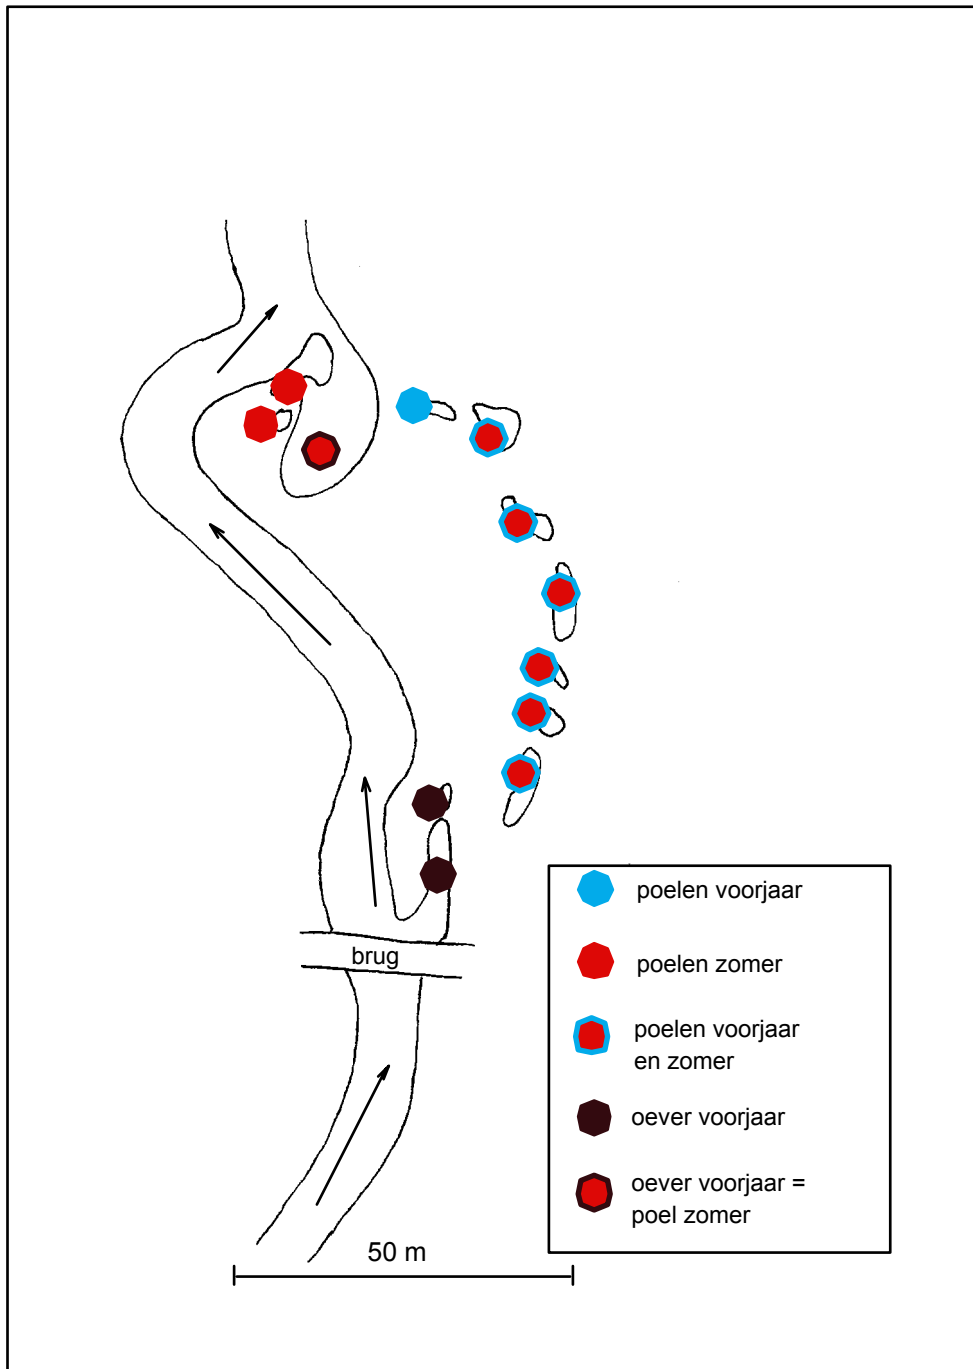 brug
poelen voorjaar
poelen zomer
poelen voorjaar
en zomer
oever voorjaar
oever voorjaar =
poel zomer
50 m